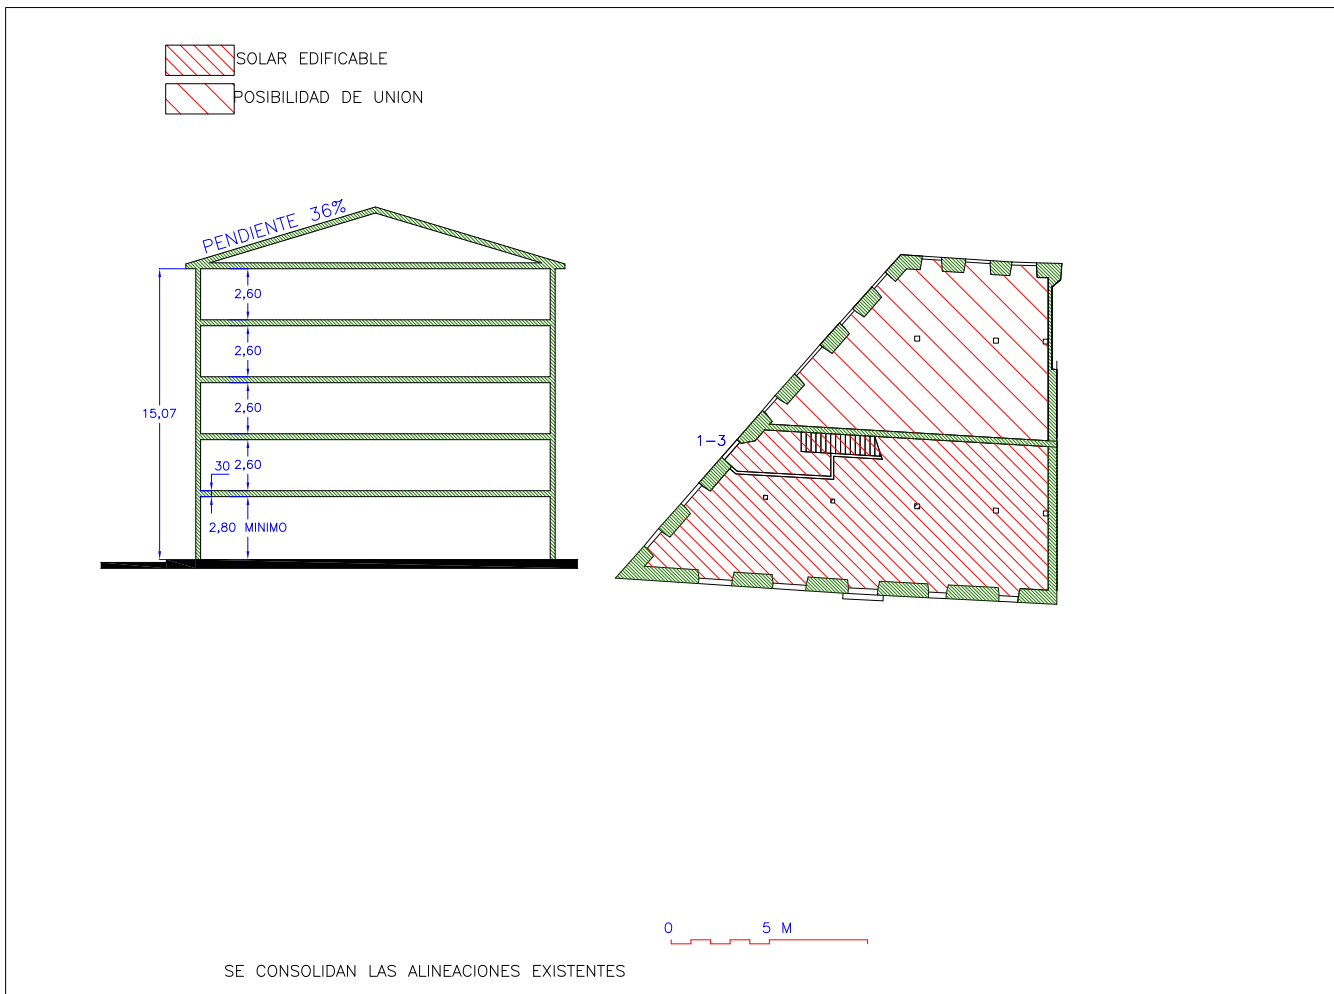 SOLAR EDIFICABLE
POSIBILIDAD DE UNION
PENDIENTE 36%
2,60
2,60
15,07
2,60
1-3
30
2,60
2,80 MINIMO
0 5 M
SE CONSOLIDAN LAS ALINEACIONES EXISTENTES